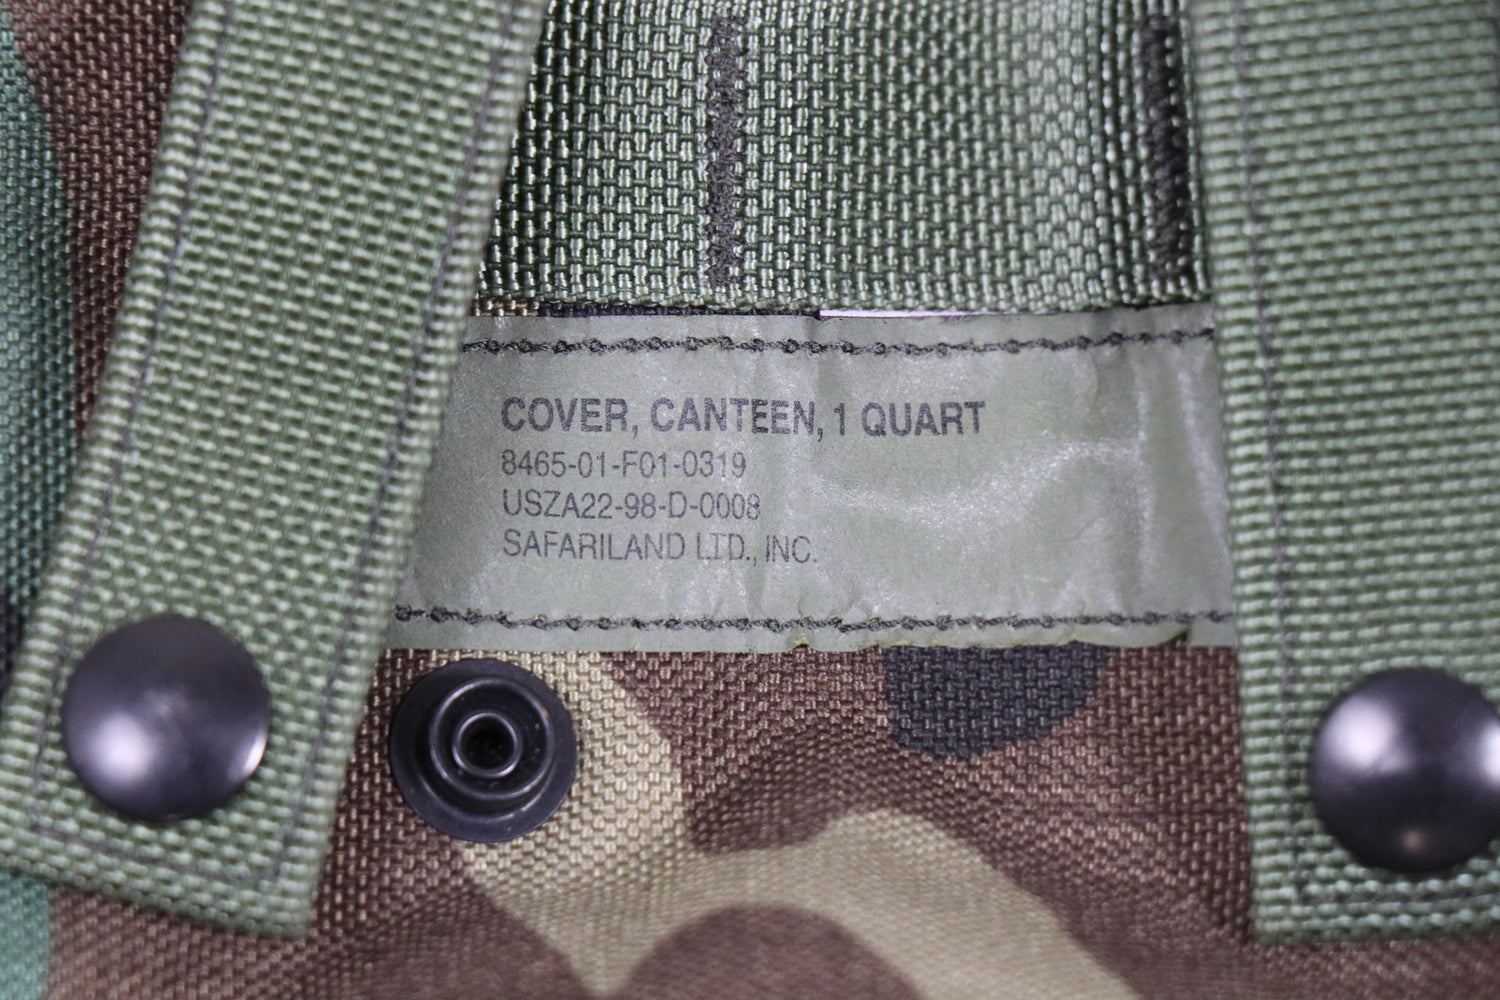 COVER, CANTEEN, 1 QUART
8465-01-F01-0319
USZA22-98-D-0008
SAFARILAND LTD., INC.